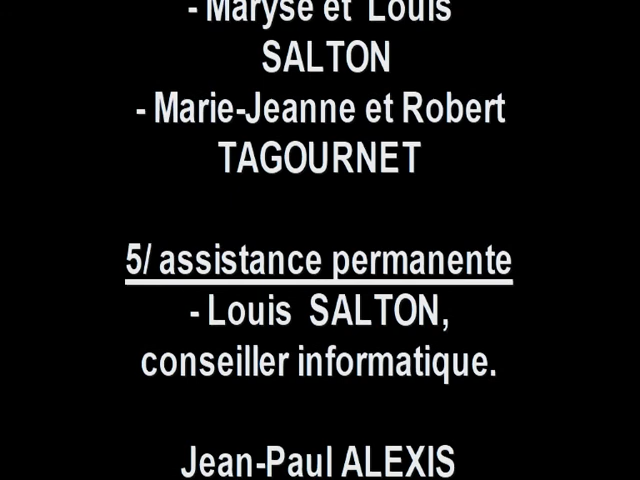 - Maryse et Louis
SALTON
- Marie-Jeanne et Robert
TAGOURNET
5/ assistance permanente
- Louis SALTON,
conseiller informatique.
Jean-Paul ALEXIS